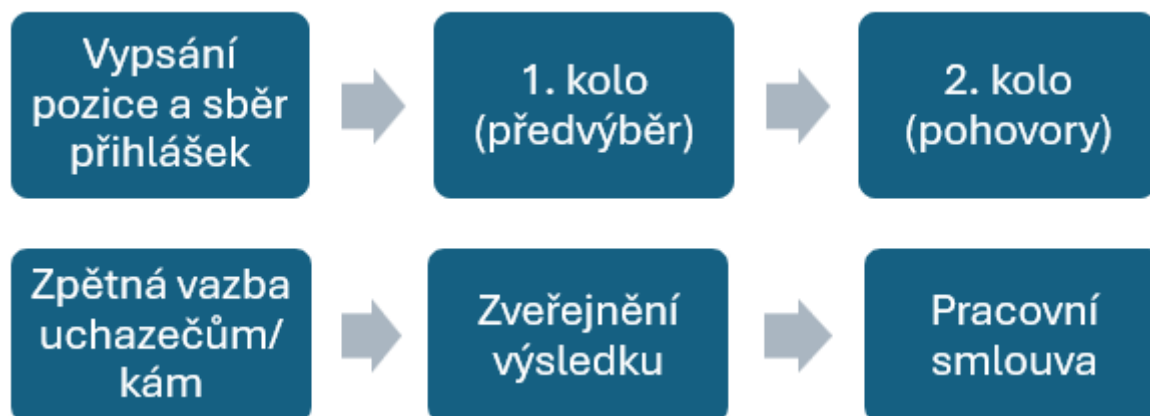 Vypsání
pozice a sběr
přihlášek
1. kolo
(předvýběr)
2. kolo
(pohovory)
Zpětná vazba
uchazečům/
kám
Zveřejnění
výsledku
Pracovní
smlouva